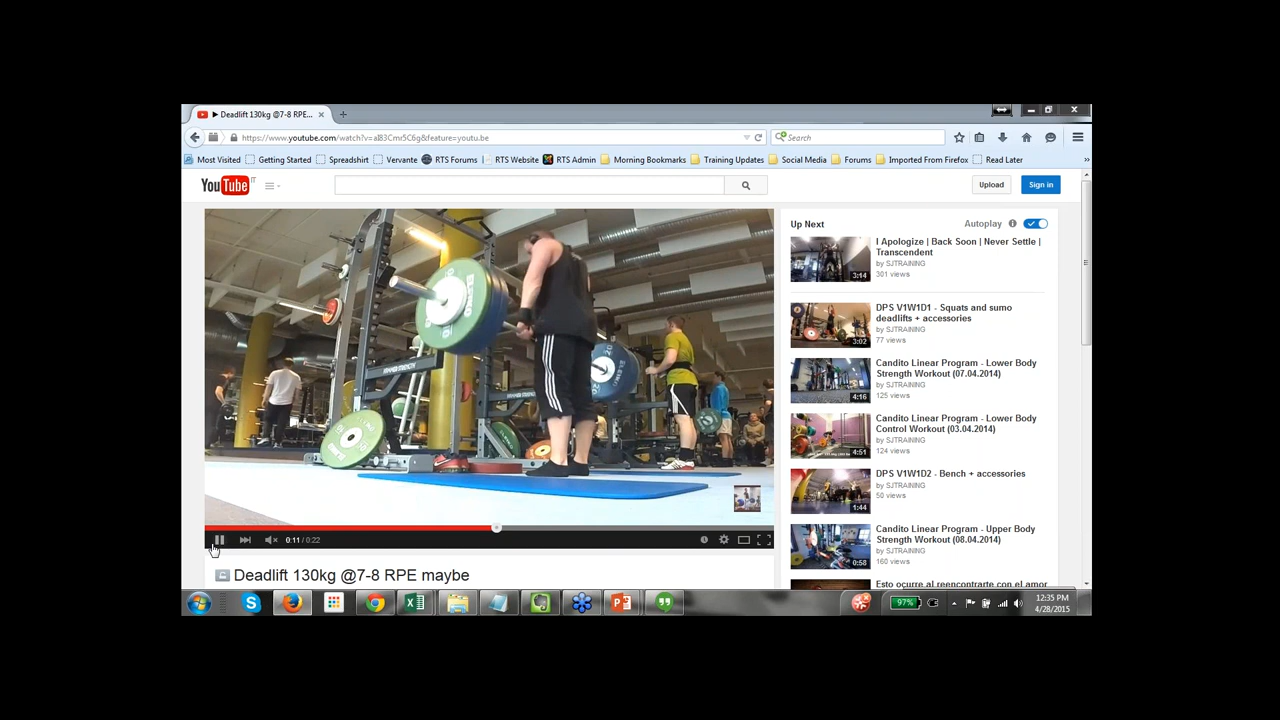 ▶ Deadlift 130kg @7-8 RPE...
https://www.youtube.com/watch?v=al83Cmr5C6g&feature=youtu.be
Search
Most Visited Getting Started Spreadshirt Vervante RTS Forums RTS Website RTS Admin Morning Bookmarks Training Updates Social Media Forums Imported From Firefox Read Later
YouTube IT
Upload Sign in
Up Next Autoplay
I Apologize | Back Soon | Never Settle |
Transcendent
by SJTRAINING
301 views
3:14
DPS V1W1D1 - Squats and sumo
deadlifts + accessories
by SJTRAINING
77 views
3:02
Candito Linear Program - Lower Body
Strength Workout (07.04.2014)
by SJTRAINING
125 views
4:16
Candito Linear Program - Lower Body
Control Workout (03.04.2014)
by SJTRAINING
124 views
4:51
DPS V1W1D2 - Bench + accessories
by SJTRAINING
50 views
1:44
Candito Linear Program - Upper Body
Strength Workout (08.04.2014)
by SJTRAINING
160 views
0:58
Esto ocurre al reencontrarte con el amor
ELEIKO
0:11 / 0:22
Deadlift 130kg @7-8 RPE maybe
97%
12:35 PM
4/28/2015